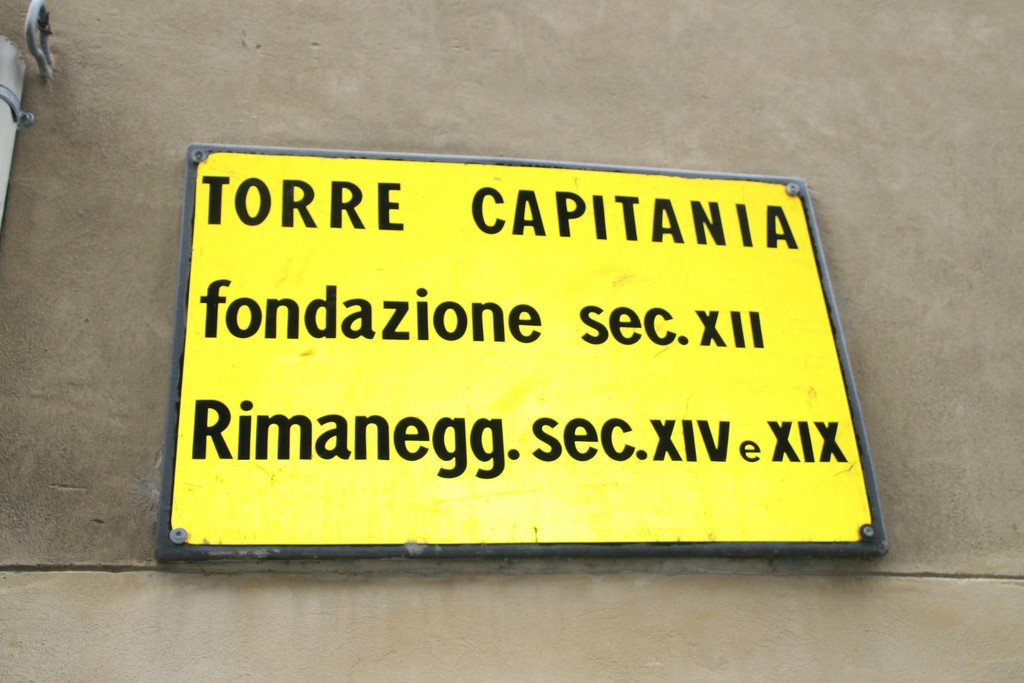 TORRE CAPITANIA
fondazione sec. XII
Rimanegg. sec. XIV e XIX